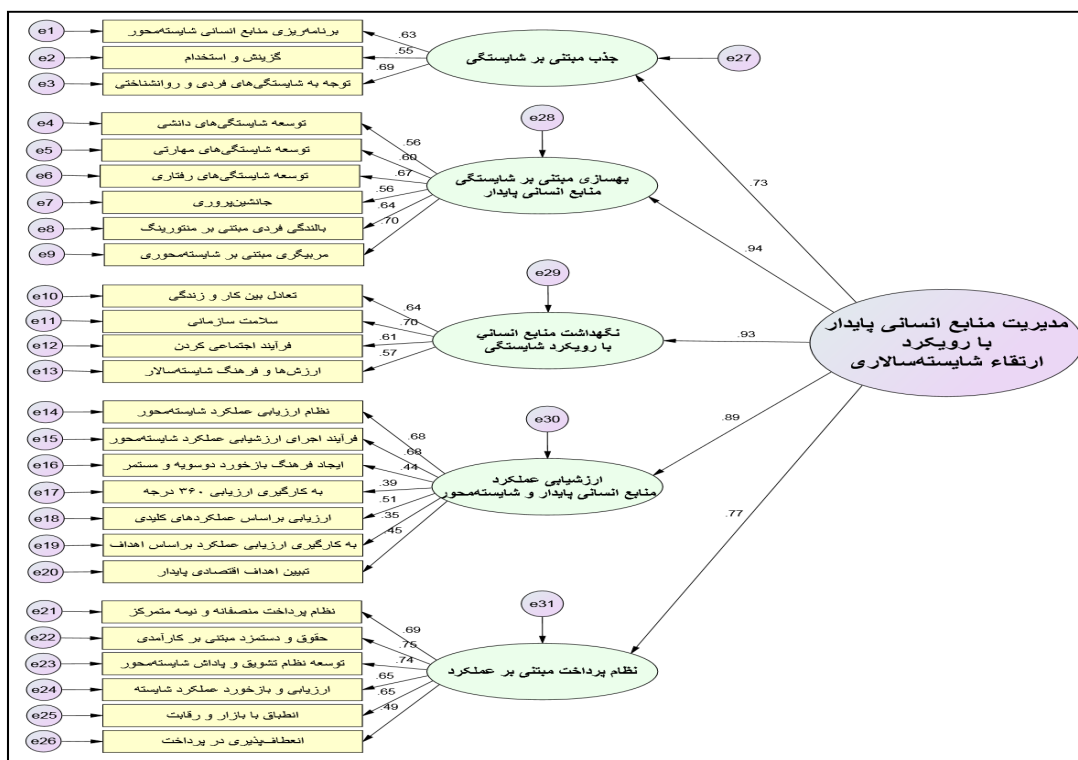 e1
برنامه‌ریزی منابع انسانی شایسته‌محور
.63
e2
گزینش و استخدام
.55
e3
توجه به شایستگی‌های فردی و روانشناختی
.69
جذب مبتنی بر شایستگی
e27
e4
توسعه شایستگی‌های دانشی
.56
e5
توسعه شایستگی‌های مهارتی
.60
e6
توسعه شایستگی‌های رفتاری
.67
e7
جانشین‌پروری
.56
e8
بالندگی فردی مبتنی بر منتورینگ
.64
e9
مربیگری مبتنی بر شایسته‌محوری
.70
e28
بهسازی مبتنی بر شایستگی
منابع انسانی پایدار
e10
تعادل بین کار و زندگی
.64
e11
سلامت سازمانی
.70
e12
فرآیند اجتماعی کردن
.61
e13
ارزش‌ها و فرهنگ شایسته‌سالار
.57
e29
نگهداشت منابع انساني
با رویکرد شایستگی
e14
نظام ارزیابی عملکرد شایسته‌محور
.68
e15
فرآیند اجرای ارزشیابی عملکرد شایسته‌محور
.68
e16
ایجاد فرهنگ بازخورد دوسویه و مستمر
.44
e17
به کارگیری ارزیابی ۳۶۰ درجه
.39
e18
ارزیابی براساس عملکردهای کلیدی
.51
e19
به کارگیری ارزیابی عملکرد براساس اهداف
.35
e20
تبیین اهداف اقتصادی پایدار
.45
e30
ارزشیابی عملکرد
منابع انسانی پایدار و شایسته‌محور
e21
نظام پرداخت منصفانه و نیمه متمرکز
.69
e22
حقوق و دستمزد مبتنی بر کارآمدی
.75
e23
توسعه نظام تشویق و پاداش شایسته‌محور
.74
e24
ارزیابی و بازخورد عملکرد شایسته
.65
e25
انطباق با بازار و رقابت
.65
e26
انعطاف‌پذیری در پرداخت
.49
e31
نظام پرداخت مبتنی بر عملکرد
.73
.94
.93
.89
.77
مدیریت منابع انسانی پایدار
با رویکرد
ارتقاء شایسته‌سالاری